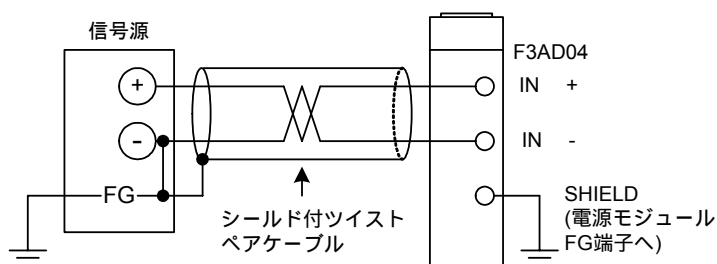 信号源
F3AD04
+
IN +
-
IN -
FG
シールド付ツイスト
ペアケーブル
SHIELD
(電源モジュール
FG端子へ)